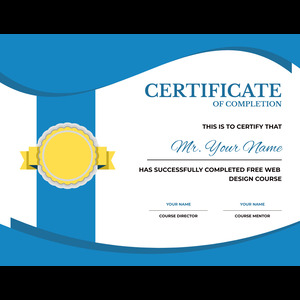 CERTIFICATE
OF COMPLETION
THIS IS TO CERTIFY THAT
Mr. Your Name
HAS SUCCESSFULLY COMPLETED FREE WEB
DESIGN COURSE
YOUR NAME YOUR NAME
COURSE DIRECTOR COURSE MENTOR